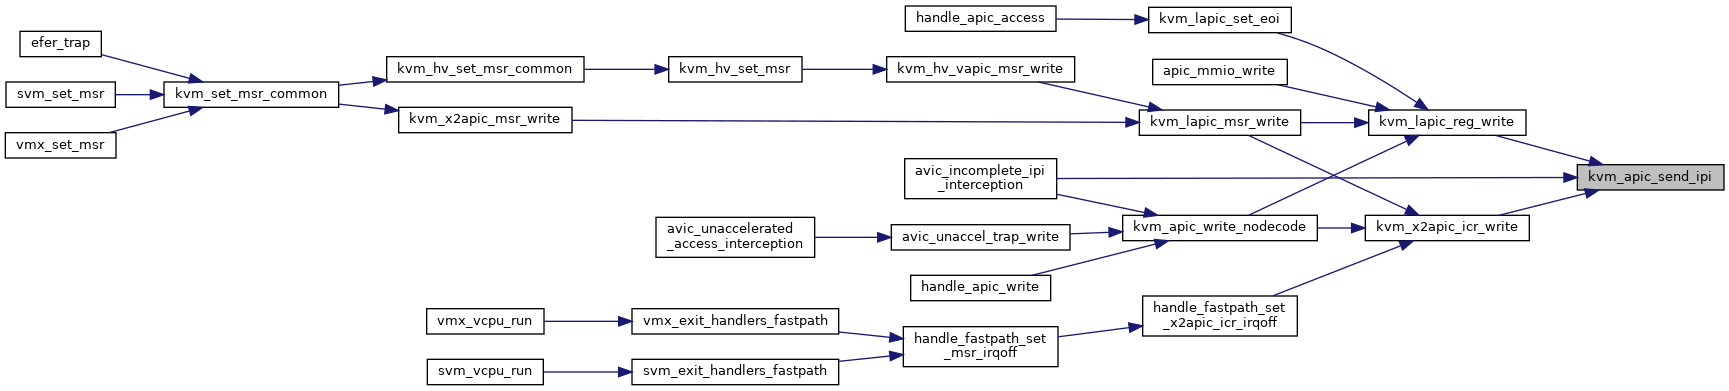 handle_apic_access
kvm_lapic_set_eoi
efer_trap
kvm_hv_set_msr_common
kvm_hv_set_msr
kvm_hv_vapic_msr_write
apic_mmio_write
svm_set_msr
kvm_set_msr_common
kvm_x2apic_msr_write
kvm_lapic_msr_write
kvm_lapic_reg_write
vmx_set_msr
avic_incomplete_ipi
_interception
kvm_apic_send_ipi
avic_unaccelerated
_access_interception
avic_unaccel_trap_write
kvm_apic_write_nodecode
kvm_x2apic_icr_write
handle_apic_write
handle_fastpath_set
_x2apic_icr_irqoff
vmx_vcpu_run
vmx_exit_handlers_fastpath
handle_fastpath_set
_msr_irqoff
svm_vcpu_run
svm_exit_handlers_fastpath